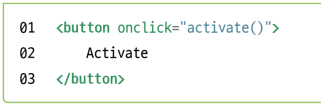 01 <button onclick="activate()">
02     Activate
03 </button>